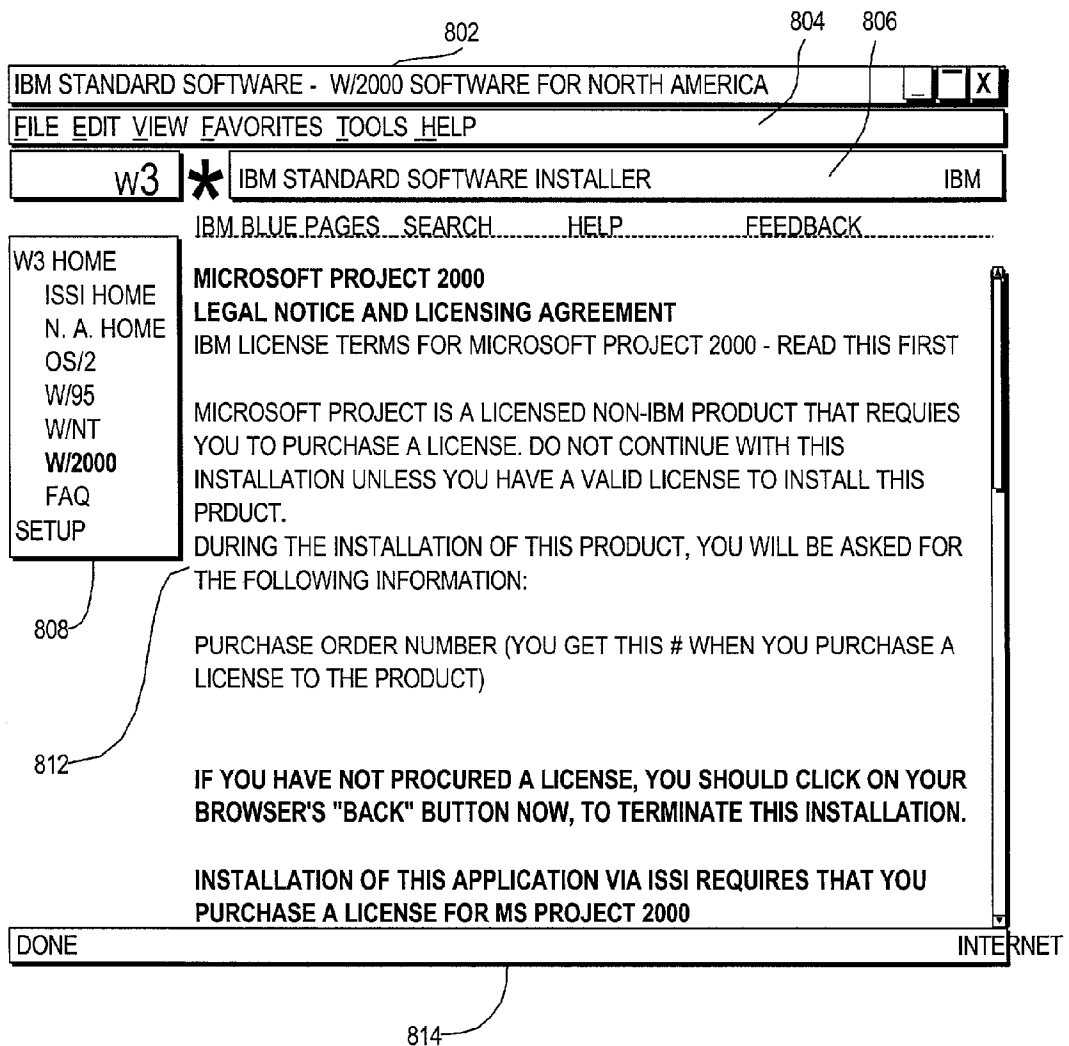 802
804
806
IBM STANDARD SOFTWARE - W/2000 SOFTWARE FOR NORTH AMERICA _ X
FILE EDIT VIEW FAVORITES TOOLS HELP
W3 * IBM STANDARD SOFTWARE INSTALLER IBM
IBM BLUE PAGES SEARCH HELP FEEDBACK
W3 HOME
ISSI HOME
N. A. HOME
OS/2
W/95
W/NT
W/2000
FAQ
SETUP
808
MICROSOFT PROJECT 2000
LEGAL NOTICE AND LICENSING AGREEMENT
IBM LICENSE TERMS FOR MICROSOFT PROJECT 2000 - READ THIS FIRST
MICROSOFT PROJECT IS A LICENSED NON-IBM PRODUCT THAT REQUIES
YOU TO PURCHASE A LICENSE. DO NOT CONTINUE WITH THIS
INSTALLATION UNLESS YOU HAVE A VALID LICENSE TO INSTALL THIS
PRDUCT.
DURING THE INSTALLATION OF THIS PRODUCT, YOU WILL BE ASKED FOR
THE FOLLOWING INFORMATION:
PURCHASE ORDER NUMBER (YOU GET THIS # WHEN YOU PURCHASE A
LICENSE TO THE PRODUCT)
812
IF YOU HAVE NOT PROCURED A LICENSE, YOU SHOULD CLICK ON YOUR
BROWSER'S "BACK" BUTTON NOW, TO TERMINATE THIS INSTALLATION.
INSTALLATION OF THIS APPLICATION VIA ISSI REQUIRES THAT YOU
PURCHASE A LICENSE FOR MS PROJECT 2000
DONE INTERNET
814